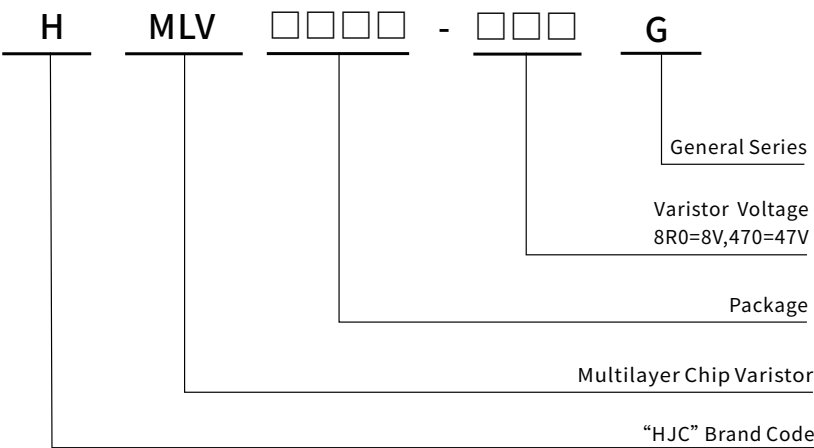 H MLV □□□□ - □□□ G
General Series
Varistor Voltage
8R0=8V,470=47V
Package
Multilayer Chip Varistor
“HJC” Brand Code